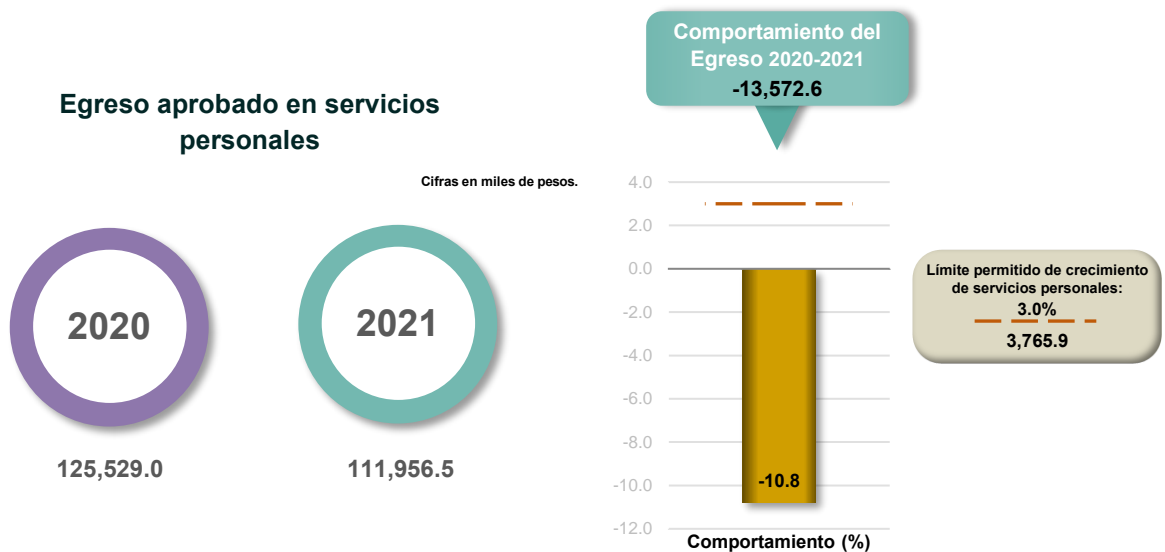 Comportamiento del
Egreso 2020-2021
-13,572.6
Egreso aprobado en servicios
personales
Cifras en miles de pesos.
2020
2021
125,529.0
111,956.5
4.0
2.0
0.0
-2.0
-4.0
-6.0
-8.0
-10.0
-12.0
-10.8
Comportamiento (%)
Límite permitido de crecimiento
de servicios personales:
3.0%
3,765.9